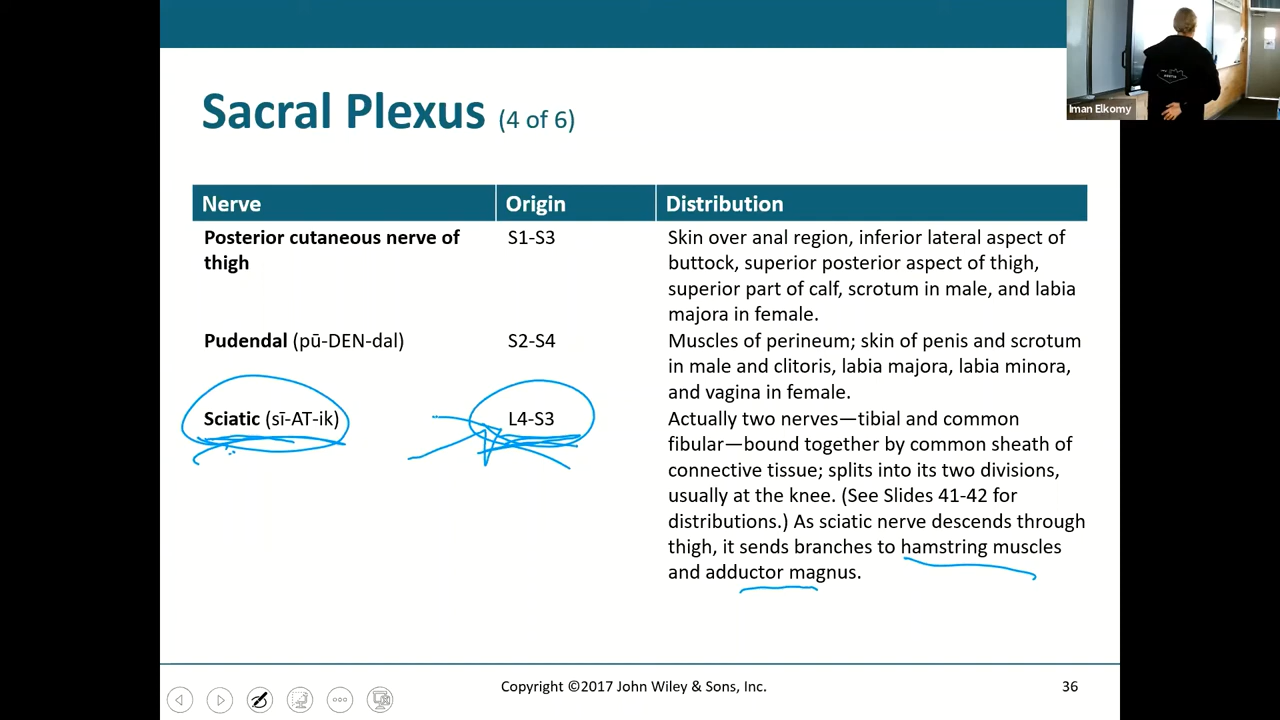 Iman Elkomy
Sacral Plexus (4 of 6)
Nerve Origin Distribution
Posterior cutaneous nerve of S1-S3 Skin over anal region, inferior lateral aspect of
thigh buttock, superior posterior aspect of thigh,
superior part of calf, scrotum in male, and labia
majora in female.
Pudendal (pū-DEN-dal) S2-S4 Muscles of perineum; skin of penis and scrotum
in male and clitoris, labia majora, labia minora,
and vagina in female.
Sciatic (sī-AT-ik) L4-S3 Actually two nerves—tibial and common
fibular—bound together by common sheath of
connective tissue; splits into its two divisions,
usually at the knee. (See Slides 41-42 for
distributions.) As sciatic nerve descends through
thigh, it sends branches to hamstring muscles
and adductor magnus.
Copyright ©2017 John Wiley & Sons, Inc. 36